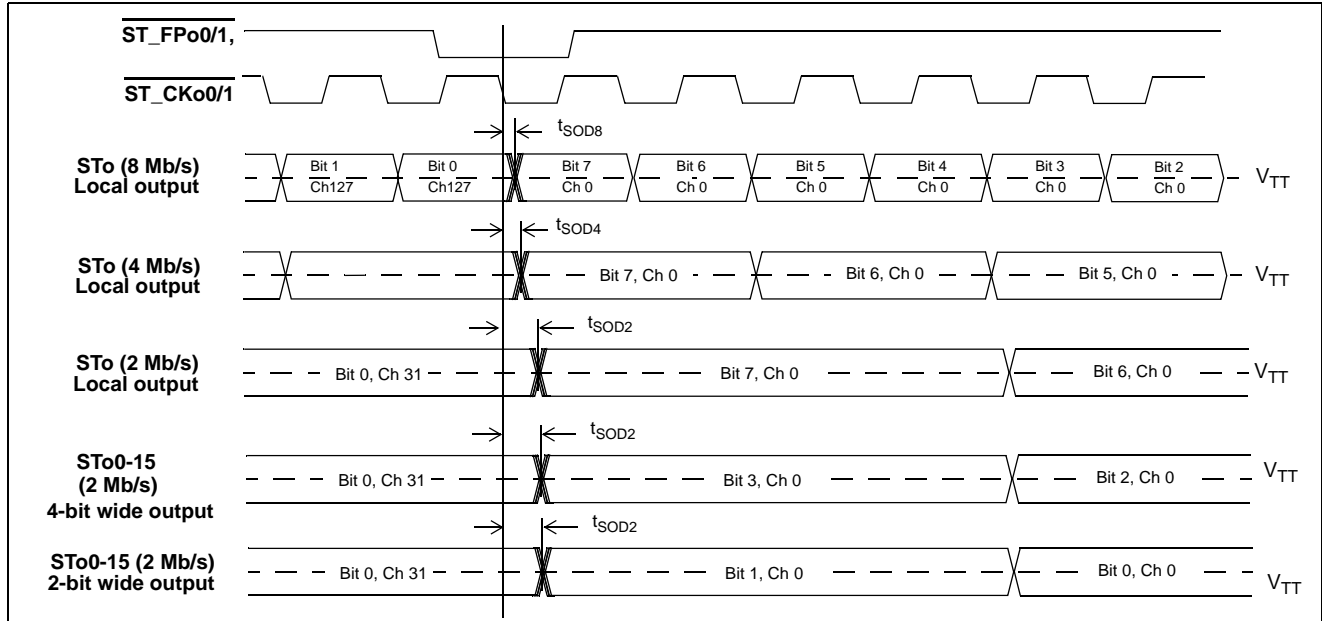 ST_FPo0/1,
ST_CKo0/1
tSOD8
STo (8 Mb/s)
Local output
Bit 1
Ch127
Bit 0
Ch127
Bit 7
Ch 0
Bit 6
Ch 0
Bit 5
Ch 0
Bit 4
Ch 0
Bit 3
Ch 0
Bit 2
Ch 0
VTT
tSOD4
STo (4 Mb/s)
Local output
Bit 7, Ch 0
Bit 6, Ch 0
Bit 5, Ch 0
VTT
tSOD2
STo (2 Mb/s)
Local output
Bit 0, Ch 31
Bit 7, Ch 0
Bit 6, Ch 0
VTT
tSOD2
STo0-15
(2 Mb/s)
4-bit wide output
Bit 0, Ch 31
Bit 3, Ch 0
Bit 2, Ch 0
VTT
tSOD2
STo0-15 (2 Mb/s)
2-bit wide output
Bit 0, Ch 31
Bit 1, Ch 0
Bit 0, Ch 0
VTT